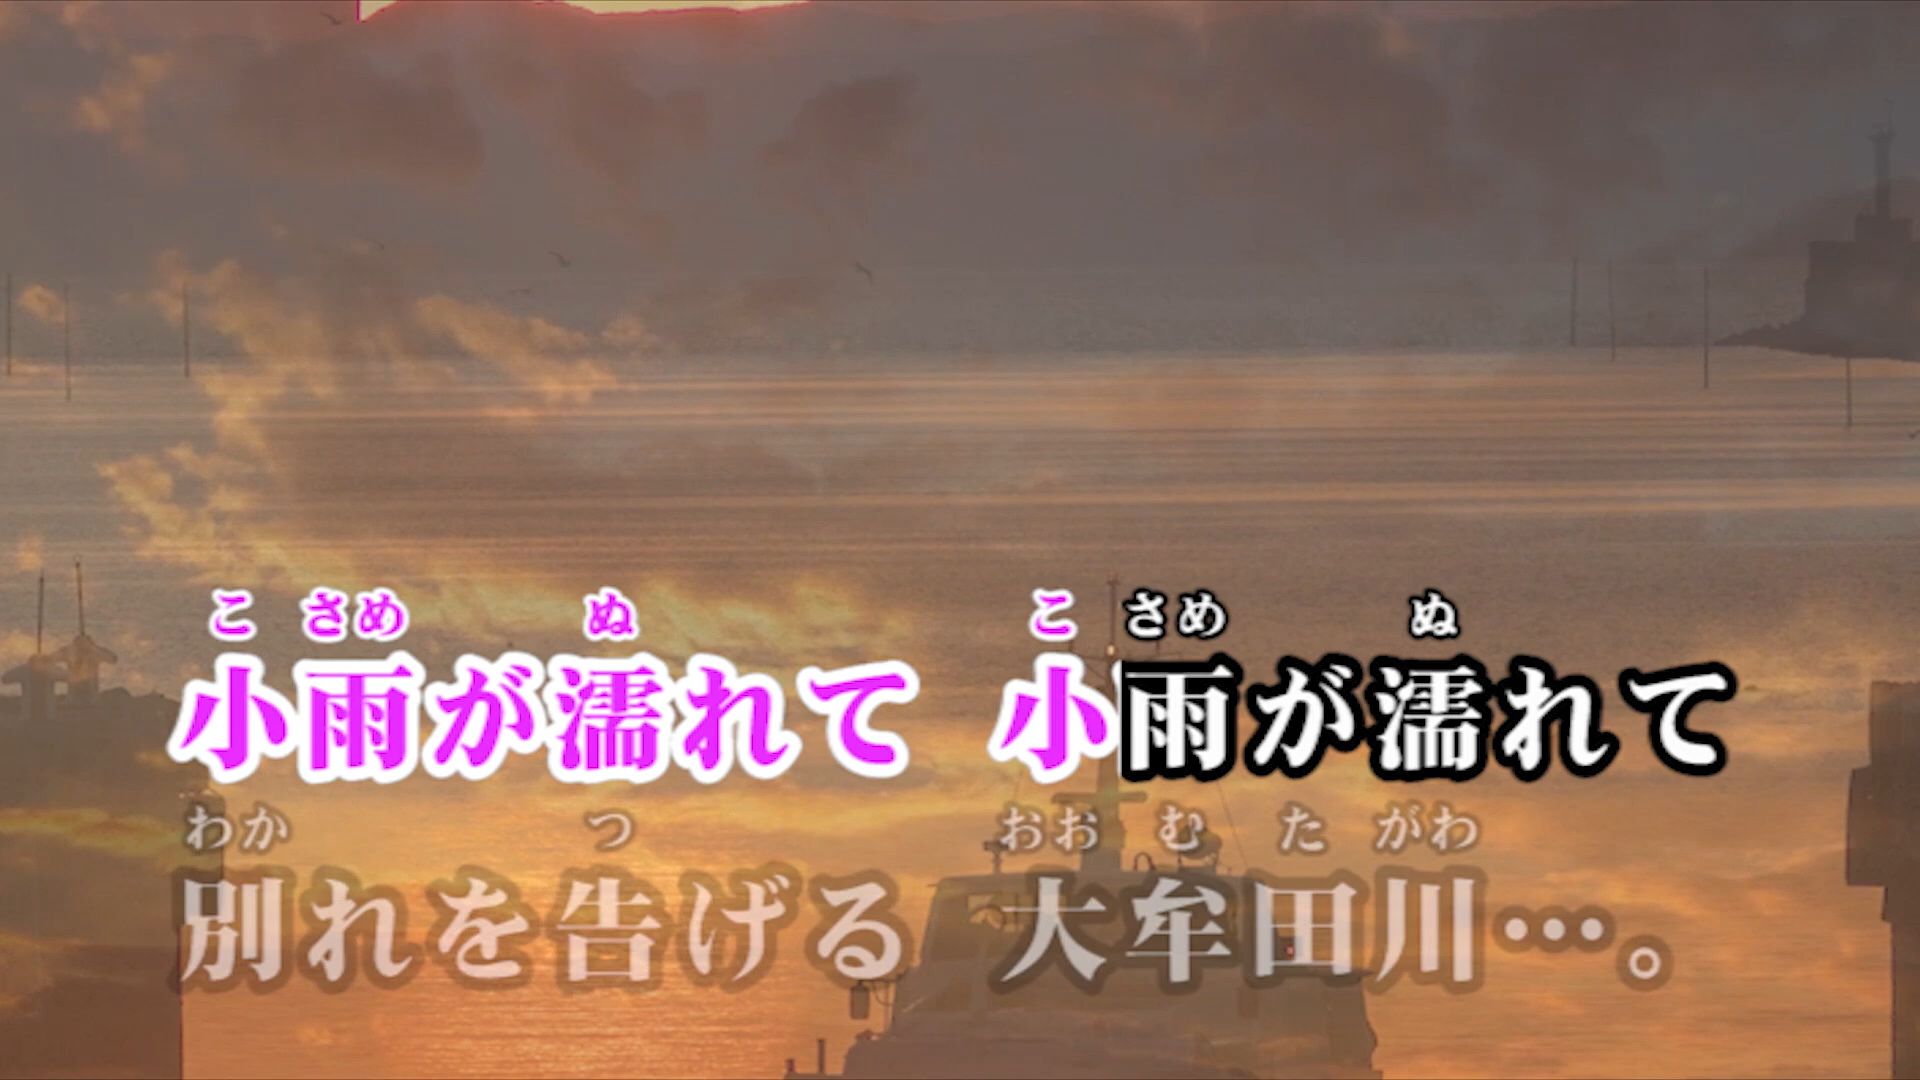 こ さめ ぬ こ さめ ぬ
小雨が濡れて 小雨が濡れて
わか つ おお む た がわ
別れを告げる 大牟田川…。